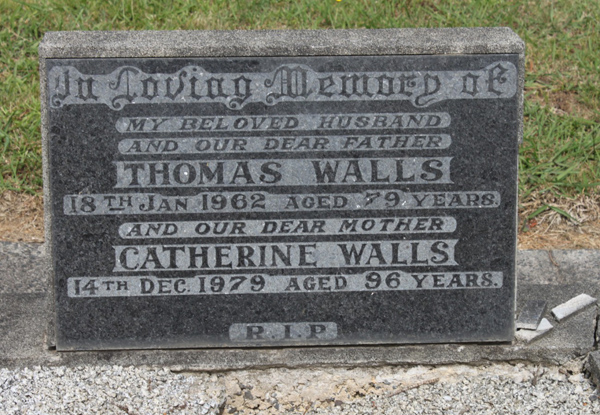 In Loving Memory of
MY BELOVED HUSBAND
AND OUR DEAR FATHER
THOMAS WALLS
18TH JAN 1962 AGED 79 YEARS.
AND OUR DEAR MOTHER
CATHERINE WALLS
14TH DEC. 1979 AGED 96 YEARS.
R.I.P